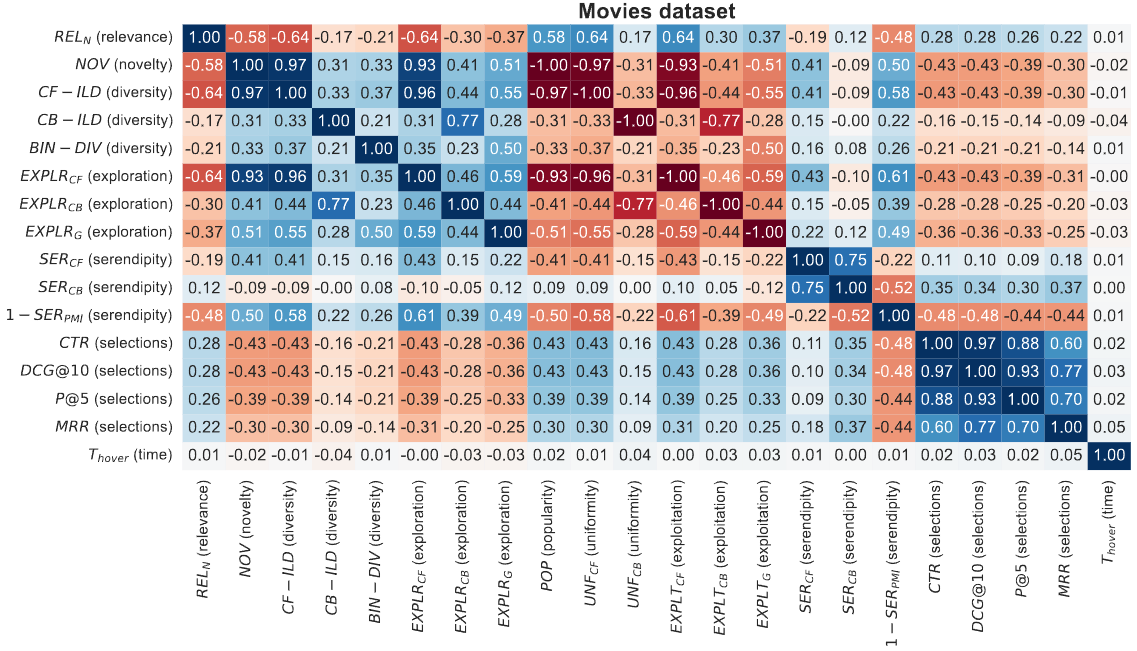 Movies dataset
REL_N (relevance) 1.00 -0.58 -0.64 -0.17 -0.21 -0.64 -0.30 -0.37 0.58 0.64 0.17 0.64 0.30 0.37 -0.19 0.12 -0.48 0.28 0.28 0.26 0.22 0.01
NOV (novelty) -0.58 1.00 0.97 0.31 0.33 0.93 0.41 0.51 -1.00 -0.97 -0.31 -0.93 -0.41 -0.51 0.41 -0.09 0.50 -0.43 -0.43 -0.39 -0.30 -0.02
CF-ILD (diversity) -0.64 0.97 1.00 0.33 0.37 0.96 0.44 0.55 -0.97 -1.00 -0.33 -0.96 -0.44 -0.55 0.41 -0.09 0.58 -0.43 -0.43 -0.39 -0.30 -0.01
CB-ILD (diversity) -0.17 0.31 0.33 1.00 0.21 0.31 0.77 0.28 -0.31 -0.33 -1.00 -0.31 -0.77 -0.28 0.15 -0.00 0.22 -0.16 -0.15 -0.14 -0.09 -0.04
BIN-DIV (diversity) -0.21 0.33 0.37 0.21 1.00 0.35 0.23 0.50 -0.33 -0.37 -0.21 -0.35 -0.23 -0.50 0.16 0.08 0.26 -0.21 -0.21 -0.21 -0.14 0.01
EXPLR_CF (exploration) -0.64 0.93 0.96 0.31 0.35 1.00 0.46 0.59 -0.93 -0.96 -0.31 -1.00 -0.46 -0.59 0.43 -0.10 0.61 -0.43 -0.43 -0.39 -0.31 -0.00
EXPLR_CB (exploration) -0.30 0.41 0.44 0.77 0.23 0.46 1.00 0.44 -0.41 -0.44 -0.77 -0.46 -1.00 -0.44 0.15 -0.05 0.39 -0.28 -0.28 -0.25 -0.20 -0.03
EXPLR_G (exploration) -0.37 0.51 0.55 0.28 0.50 0.59 0.44 1.00 -0.51 -0.55 -0.28 -0.59 -0.44 -1.00 0.22 0.12 0.49 -0.36 -0.36 -0.33 -0.25 -0.03
SER_CF (serendipity) -0.19 0.41 0.41 0.15 0.16 0.43 0.15 0.22 -0.41 -0.41 -0.15 -0.43 -0.15 -0.22 1.00 0.75 -0.22 0.11 0.10 0.09 0.18 0.01
SER_CB (serendipity) 0.12 -0.09 -0.09 -0.00 0.08 -0.10 -0.05 0.12 0.09 0.09 0.00 0.10 0.05 -0.12 0.75 1.00 -0.52 0.35 0.34 0.30 0.37 0.00
1-SER_PMI (serendipity) -0.48 0.50 0.58 0.22 0.26 0.61 0.39 0.49 -0.50 -0.58 -0.22 -0.61 -0.39 -0.49 -0.22 -0.52 1.00 -0.48 -0.48 -0.44 -0.44 0.01
CTR (selections) 0.28 -0.43 -0.43 -0.16 -0.21 -0.43 -0.28 -0.36 0.43 0.43 0.16 0.43 0.28 0.36 0.11 0.35 -0.48 1.00 0.97 0.88 0.60 0.02
DCG@10 (selections) 0.28 -0.43 -0.43 -0.15 -0.21 -0.43 -0.28 -0.36 0.43 0.43 0.15 0.43 0.28 0.36 0.10 0.34 -0.48 0.97 1.00 0.93 0.77 0.03
P@5 (selections) 0.26 -0.39 -0.39 -0.14 -0.21 -0.39 -0.25 -0.33 0.39 0.39 0.14 0.39 0.25 0.33 0.09 0.30 -0.44 0.88 0.93 1.00 0.70 0.02
MRR (selections) 0.22 -0.30 -0.30 -0.09 -0.14 -0.31 -0.20 -0.25 0.30 0.30 0.09 0.31 0.20 0.25 0.18 0.37 -0.44 0.60 0.77 0.70 1.00 0.05
T_hover (time) 0.01 -0.02 -0.01 -0.04 0.01 -0.00 -0.03 -0.03 0.02 0.01 0.04 0.00 0.03 0.03 0.01 0.00 0.01 0.02 0.03 0.02 0.05 1.00
REL_N (relevance)
NOV (novelty)
CF-ILD (diversity)
CB-ILD (diversity)
BIN-DIV (diversity)
EXPLR_CF (exploration)
EXPLR_CB (exploration)
EXPLR_G (exploration)
POP (popularity)
UNF_CF (uniformity)
UNF_CB (uniformity)
EXPLT_CF (exploitation)
EXPLT_CB (exploitation)
EXPLT_G (exploitation)
SER_CF (serendipity)
SER_CB (serendipity)
1-SER_PMI (serendipity)
CTR (selections)
DCG@10 (selections)
P@5 (selections)
MRR (selections)
T_hover (time)